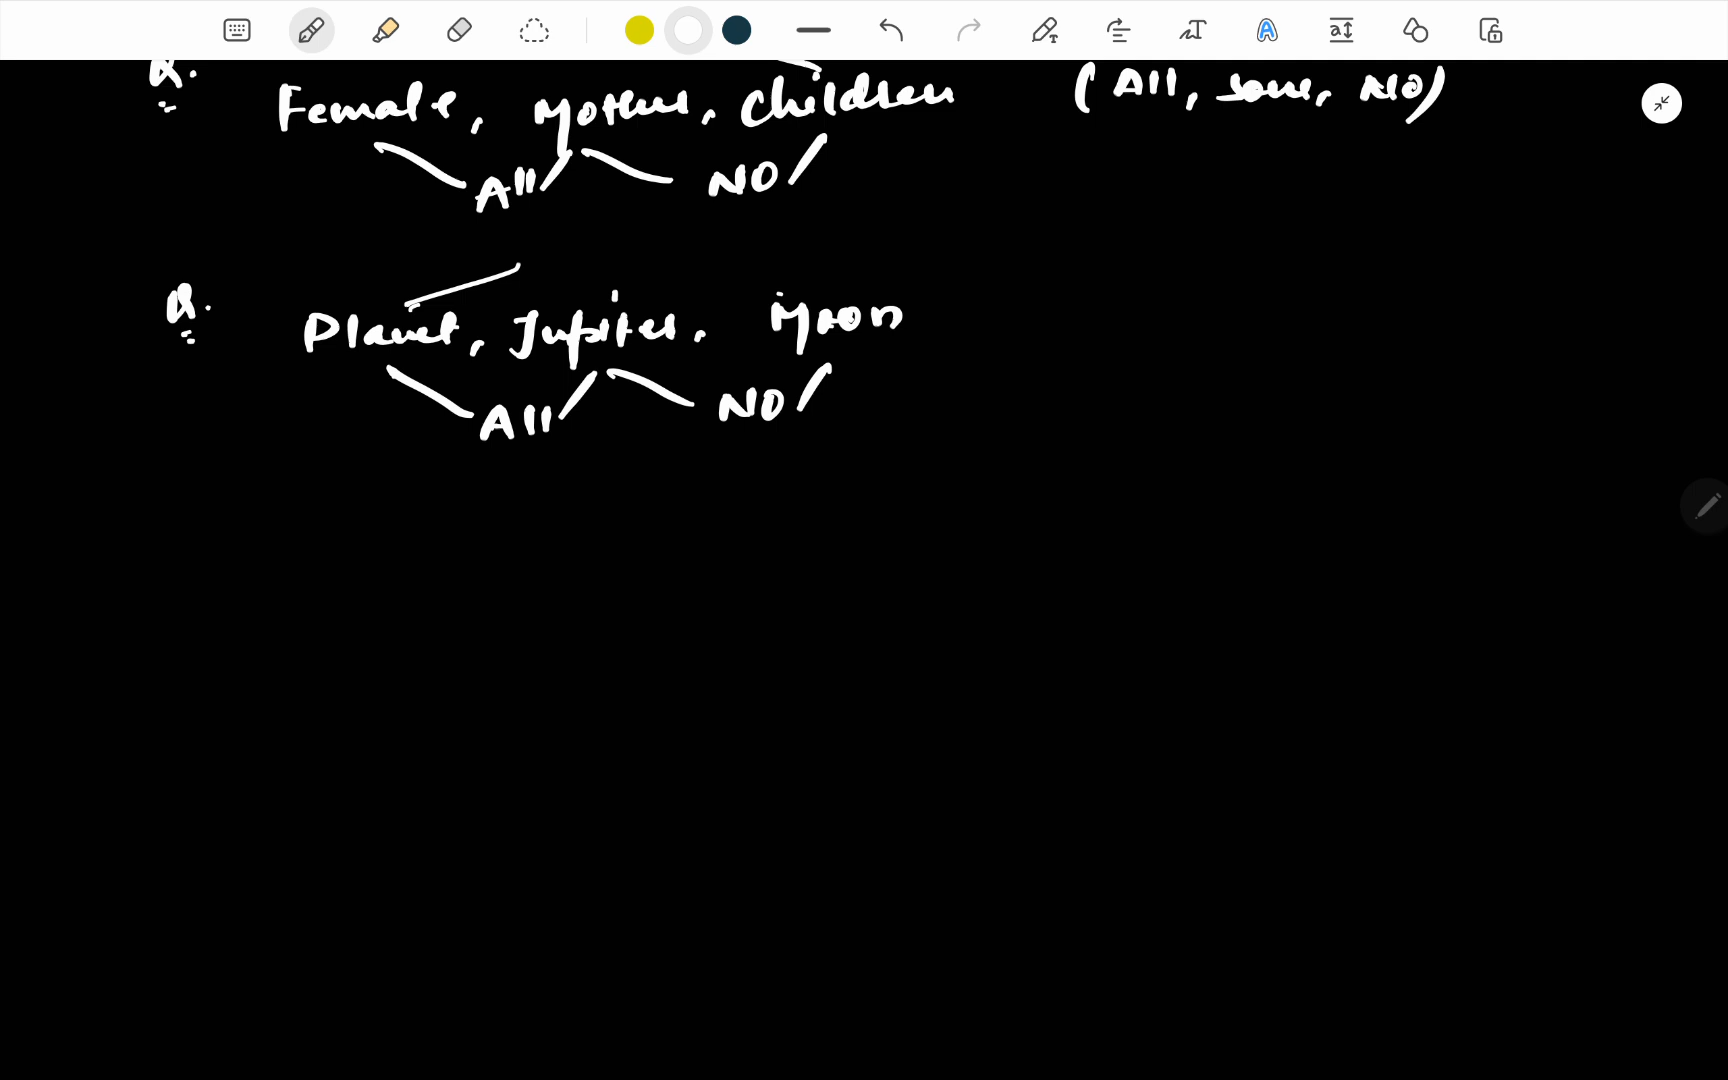 Q. Female, Mother, Children (All, Some, No)
All NO
Q. Planet, Jupiter, Moon
All NO